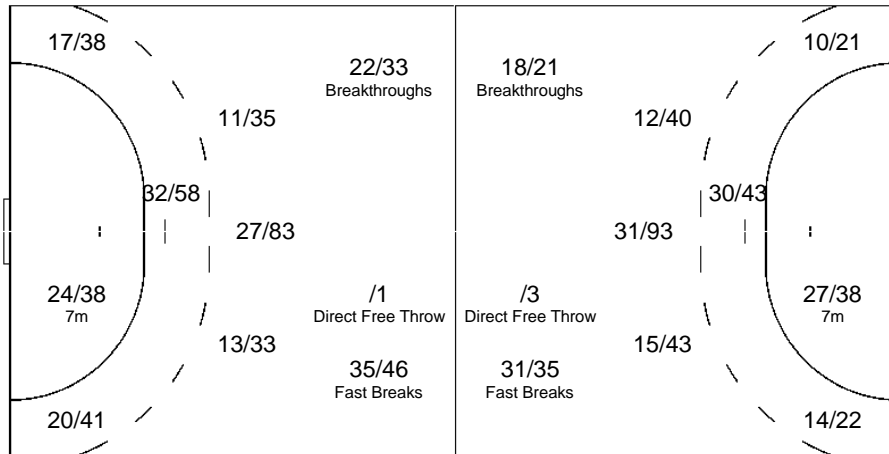 17/38
10/21
22/33
Breakthroughs
18/21
Breakthroughs
11/35
12/40
32/58
30/43
27/83
31/93
24/38
7m
/1
Direct Free Throw
/3
Direct Free Throw
27/38
7m
13/33
15/43
35/46
Fast Breaks
31/35
Fast Breaks
20/41
14/22